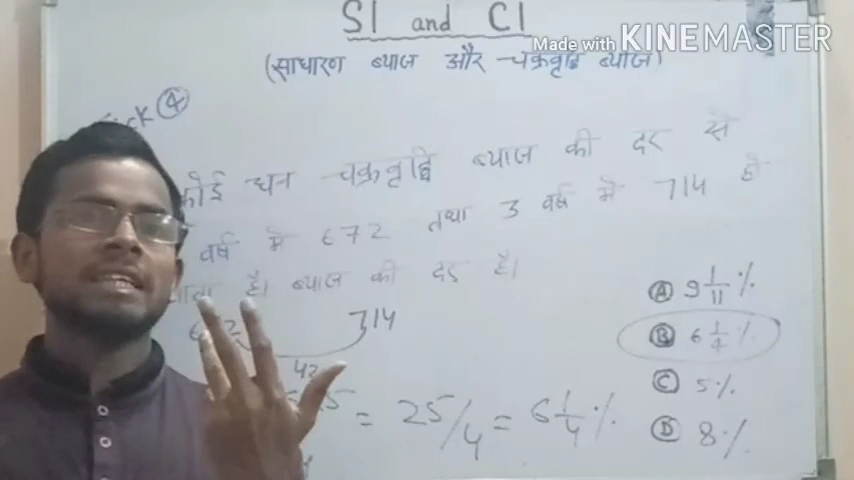 SI and CI
Made with KINEMASTER
(साधारण ब्याज और चक्रवृद्धि ब्याज)
④
कोई धन चक्रवृद्धि ब्याज की दर से
वर्ष में 672 तथा 3 वर्ष में 714 हो
है। ब्याज की दर है।
Ⓐ 9 1/11 %
714
Ⓑ 6 1/4 %
42
Ⓒ 5%
= 25/4 = 6 1/4 %
Ⓓ 8%